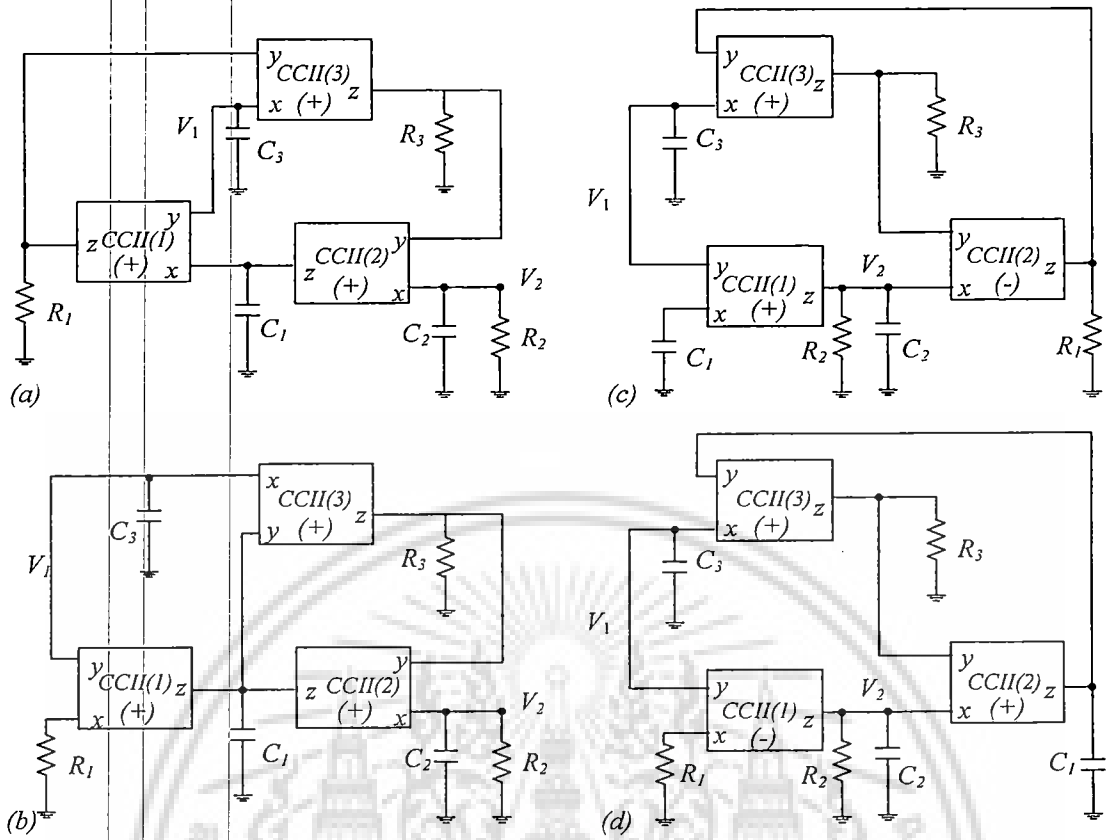 y CCII(3) z
x (+)
V1
C3
R3
z CCII(1) y
(+) x
R1
C1
z CCII(2) y
(+) x
V2
C2
R2
(a)
y CCII(3) z
x (+)
C3
R3
V1
y CCII(1) z
x (+)
C1
V2
R2
C2
y CCII(2) z
x (-)
R1
(c)
x CCII(3) z
y (+)
C3
R3
V1
y CCII(1) z
x (+)
R1
C1
z CCII(2) y
(+) x
V2
C2
R2
(b)
y CCII(3) z
x (+)
C3
R3
V1
y CCII(1) z
x (-)
R1
V2
R2
C2
y CCII(2) z
x (+)
C1
(d)